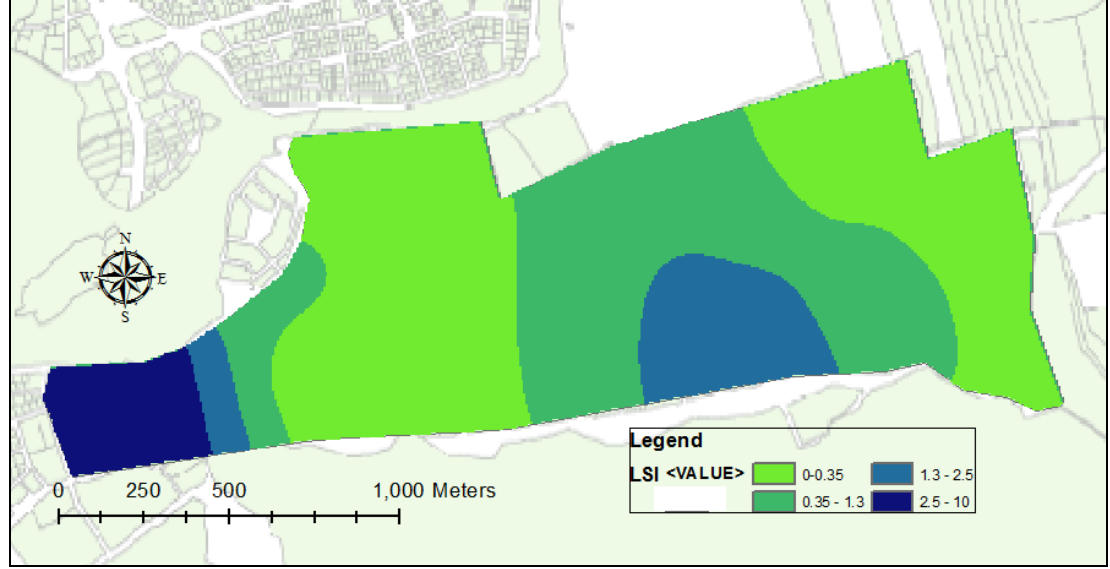 N
W E
S
0 250 500 1,000 Meters
Legend
LSI <VALUE> 0-0.35 1.3 - 2.5
0.35 - 1.3 2.5 - 10